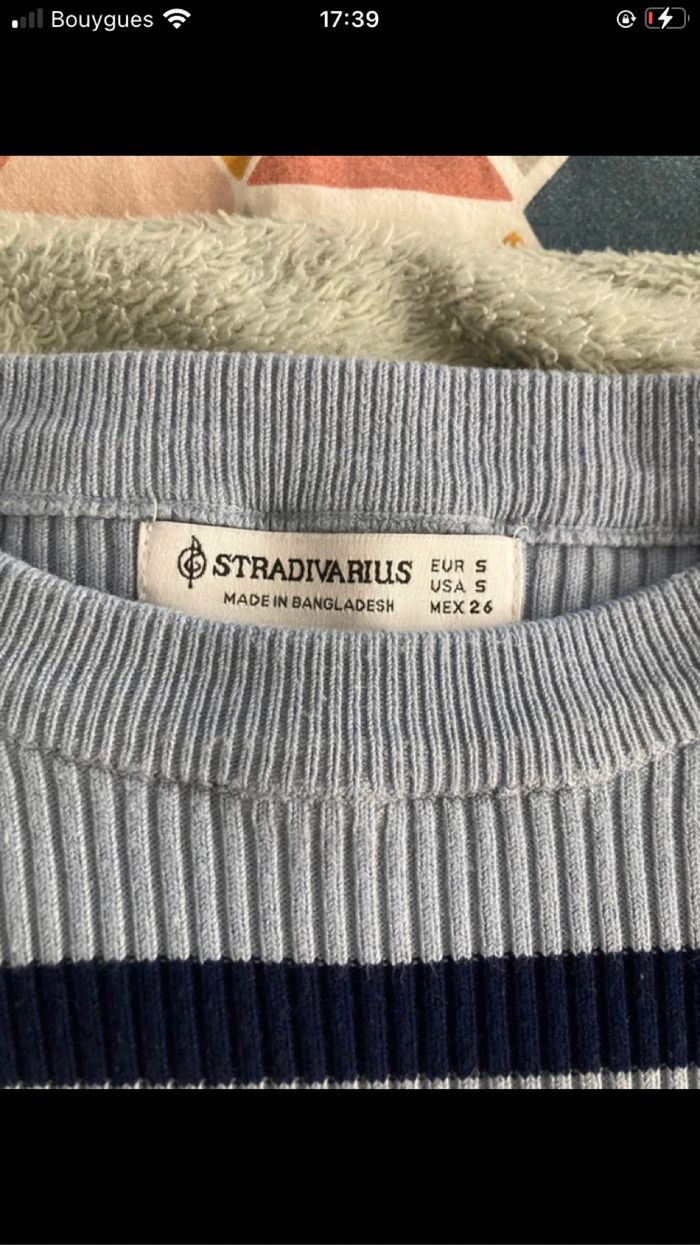 Bouygues 17:39
STRADIVARIUS
MADE IN BANGLADESH
EUR S
USA S
MEX 26